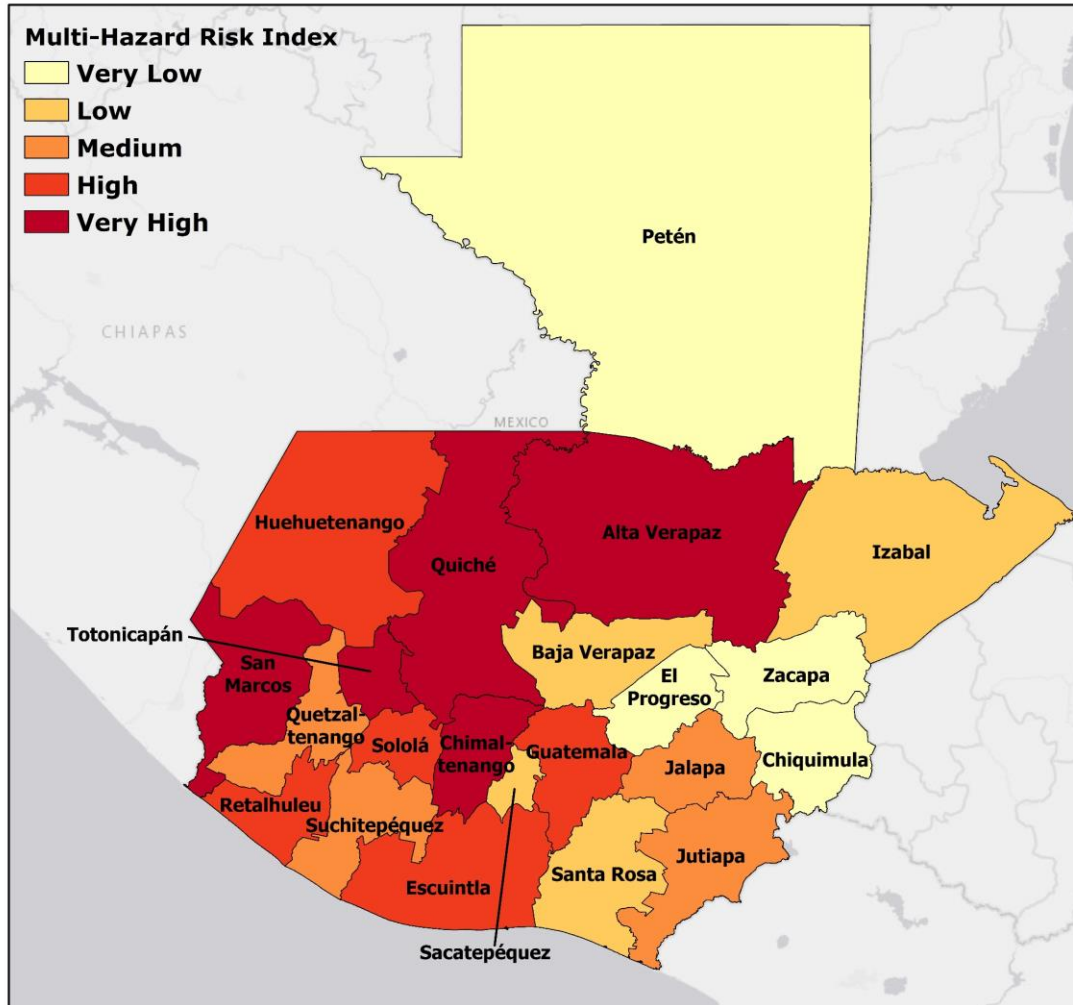 Multi-Hazard Risk Index
Very Low
Low
Medium
High
Very High
Petén
CHIAPAS
MEXICO
Huehuetenango
Alta Verapaz
Izabal
Quiché
Totonicapán
Baja Verapaz
San
Marcos
El
Progreso
Zacapa
Quetzal-
tenango
Sololá
Chimal-
tenango
Guatemala
Jalapa
Chiquimula
Retalhuleu
Suchitepéquez
Jutiapa
Escuintla
Santa Rosa
Sacatepéquez